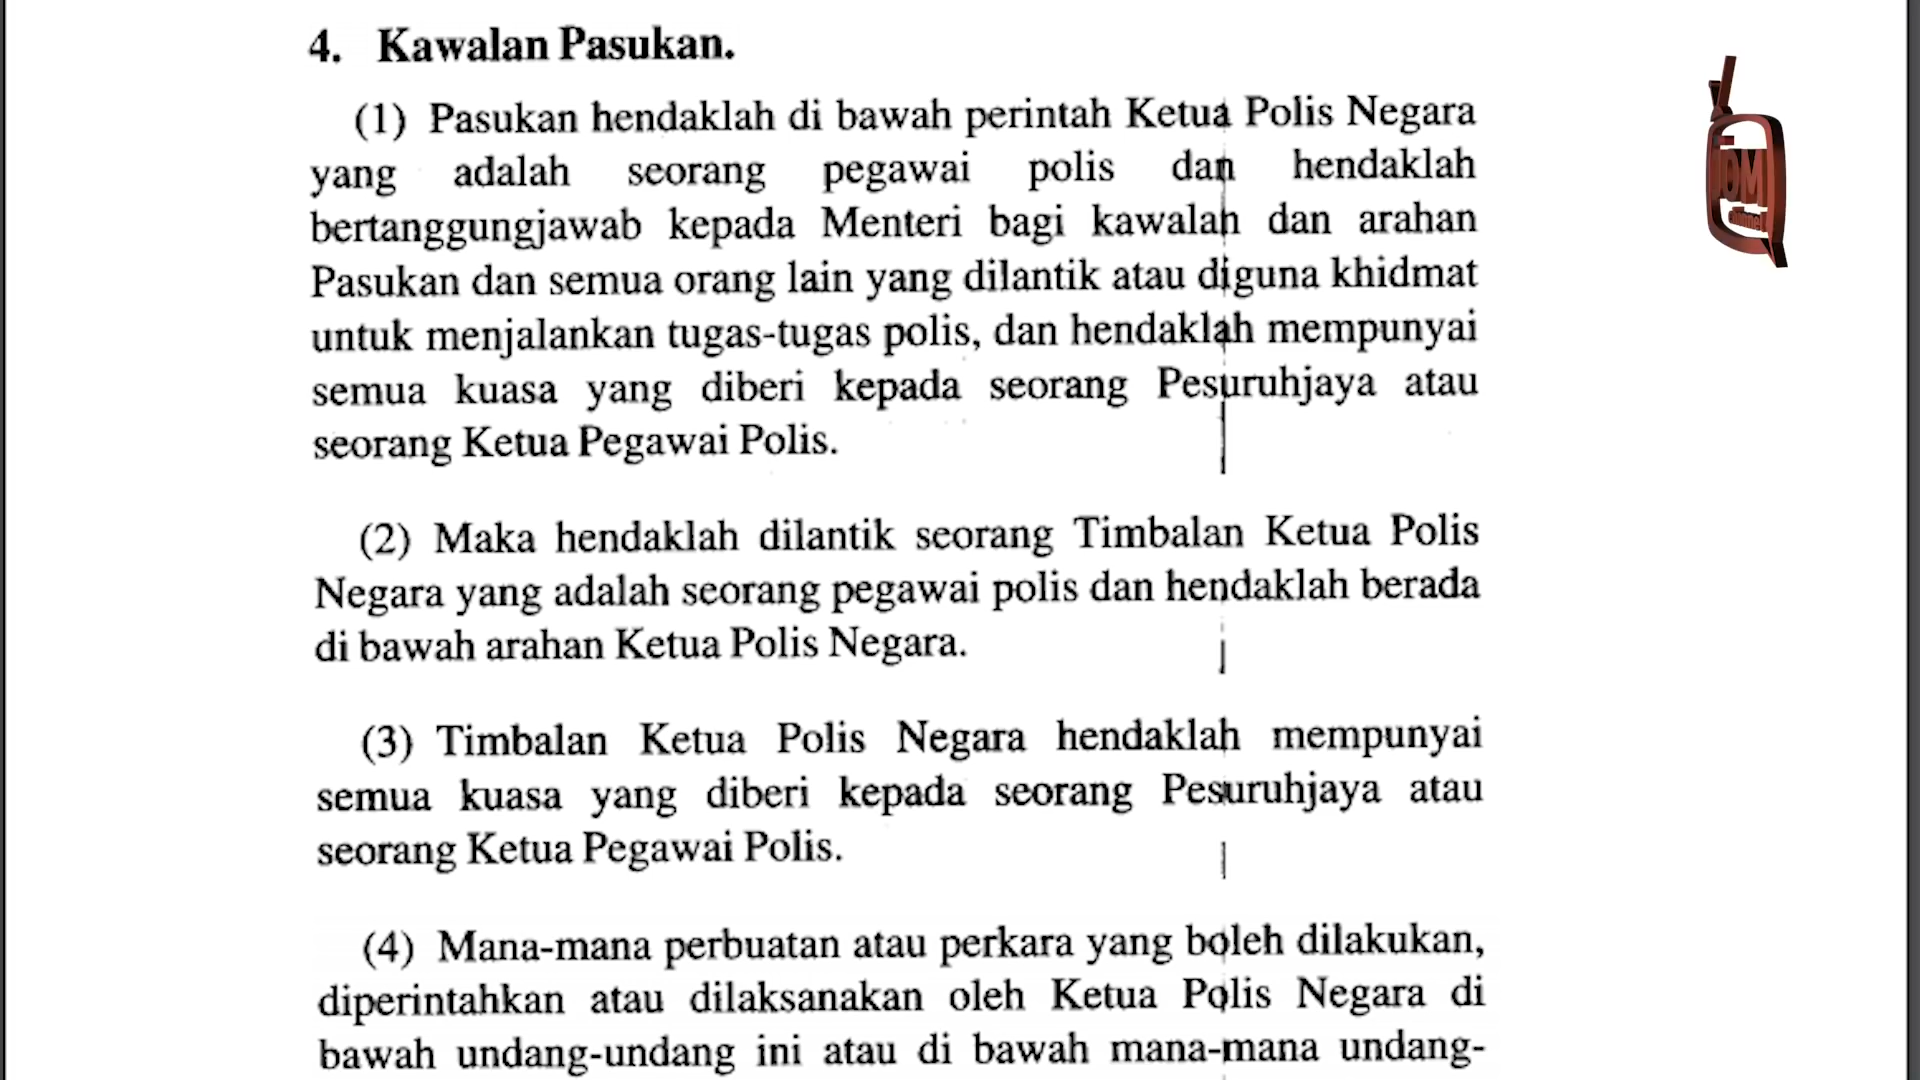 4. Kawalan Pasukan.
(1) Pasukan hendaklah di bawah perintah Ketua Polis Negara
yang adalah seorang pegawai polis dan hendaklah
bertanggungjawab kepada Menteri bagi kawalan dan arahan
Pasukan dan semua orang lain yang dilantik atau diguna khidmat
untuk menjalankan tugas-tugas polis, dan hendaklah mempunyai
semua kuasa yang diberi kepada seorang Pesuruhjaya atau
seorang Ketua Pegawai Polis.
(2) Maka hendaklah dilantik seorang Timbalan Ketua Polis
Negara yang adalah seorang pegawai polis dan hendaklah berada
di bawah arahan Ketua Polis Negara.
(3) Timbalan Ketua Polis Negara hendaklah mempunyai
semua kuasa yang diberi kepada seorang Pesuruhjaya atau
seorang Ketua Pegawai Polis.
(4) Mana-mana perbuatan atau perkara yang boleh dilakukan,
diperintahkan atau dilaksanakan oleh Ketua Polis Negara di
bawah undang-undang ini atau di bawah mana-mana undang-